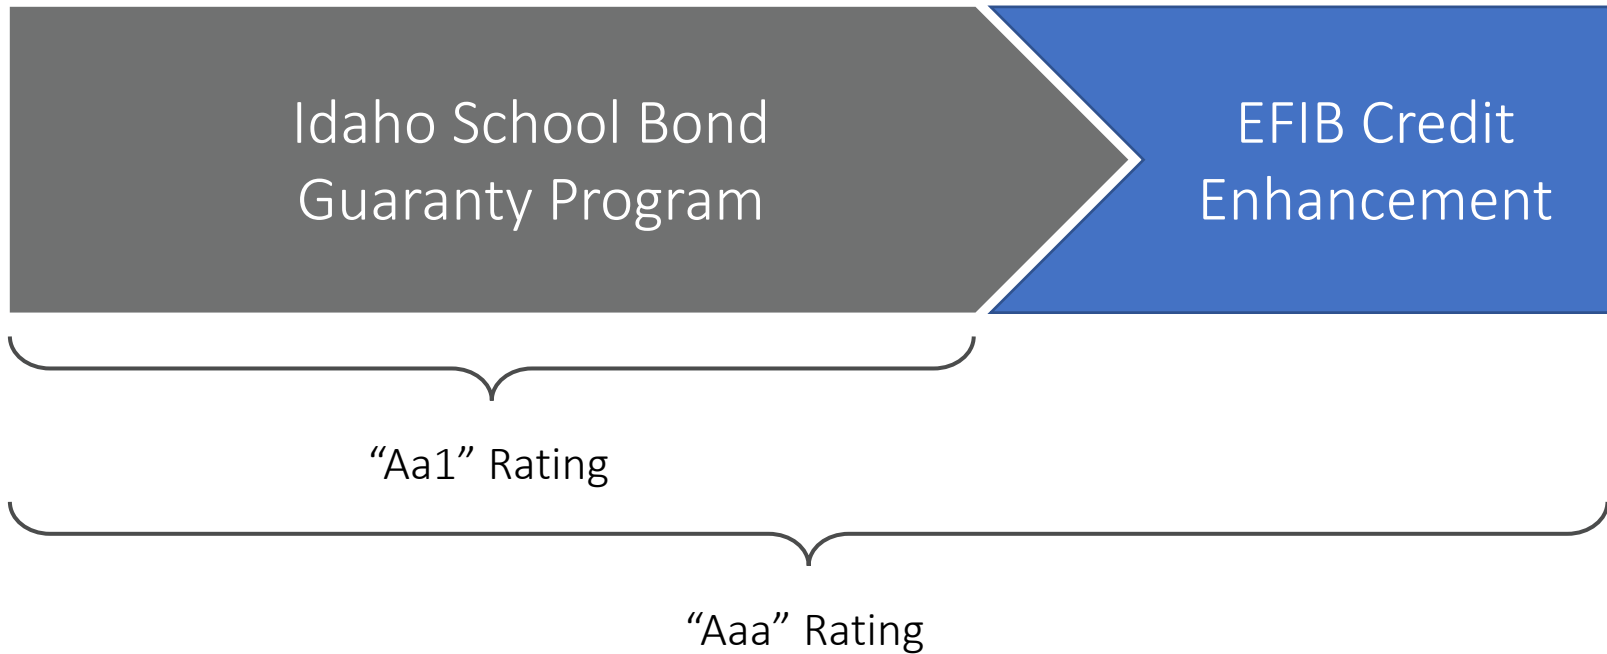 Idaho School Bond
Guaranty Program
EFIB Credit
Enhancement
“Aa1” Rating
“Aaa” Rating